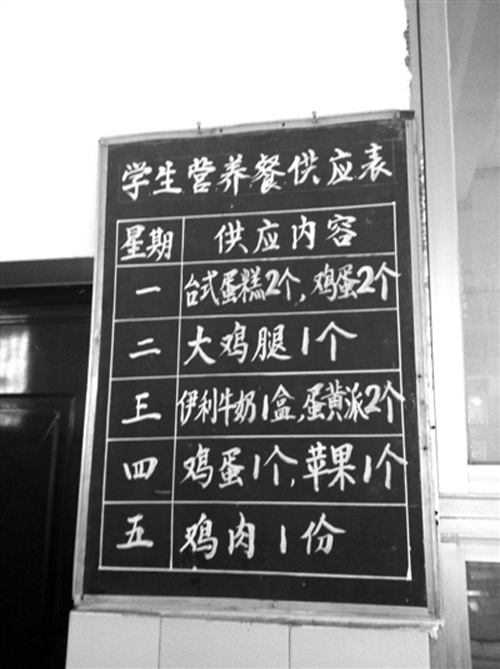 学生营养餐供应表
星期 供应内容
一 台式蛋糕2个,鸡蛋2个
二 大鸡腿1个
三 伊利牛奶1盒,蛋黄派2个
四 鸡蛋1个,苹果1个
五 鸡肉1份